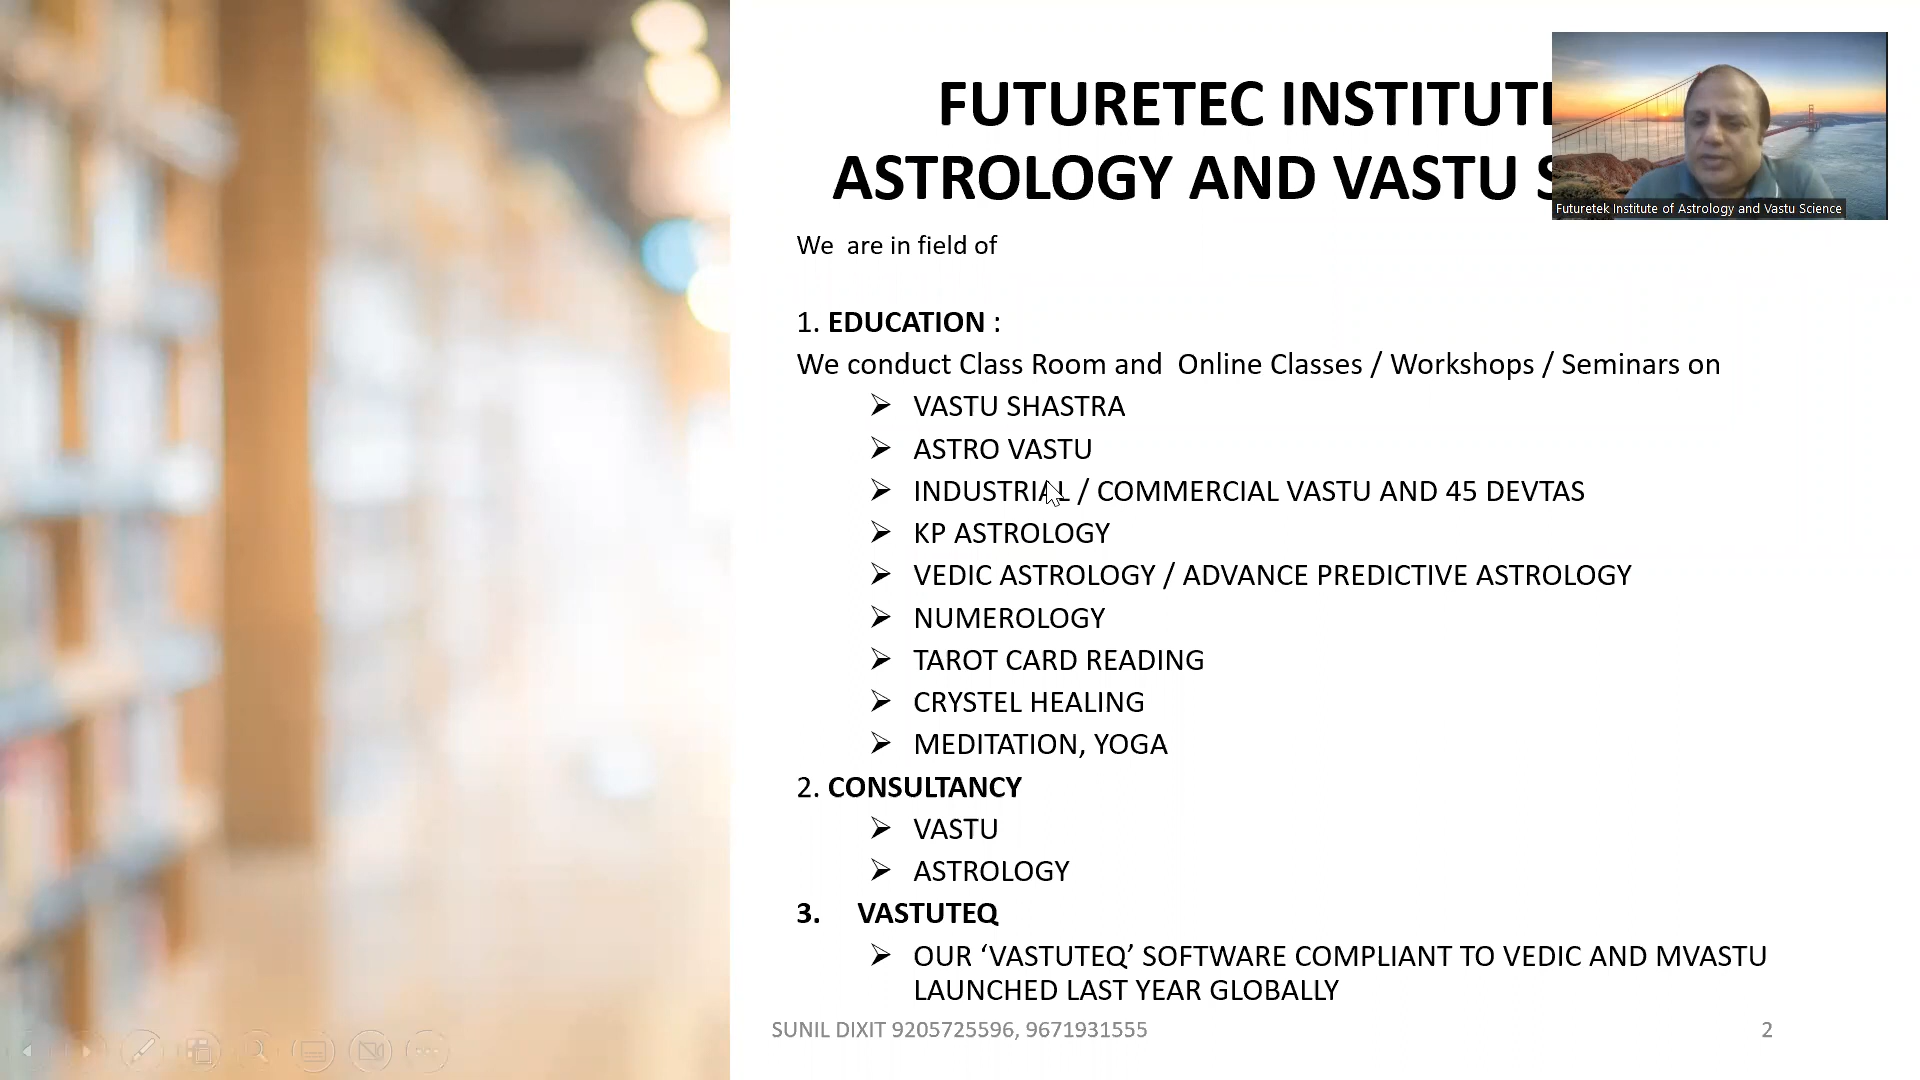 FUTURETEC INSTITUTE
ASTROLOGY AND VASTU
Futuretek Institute of Astrology and Vastu Science
We are in field of
1. EDUCATION :
We conduct Class Room and Online Classes / Workshops / Seminars on
➢ VASTU SHASTRA
➢ ASTRO VASTU
➢ INDUSTRIAL / COMMERCIAL VASTU AND 45 DEVTAS
➢ KP ASTROLOGY
➢ VEDIC ASTROLOGY / ADVANCE PREDICTIVE ASTROLOGY
➢ NUMEROLOGY
➢ TAROT CARD READING
➢ CRYSTEL HEALING
➢ MEDITATION, YOGA
2. CONSULTANCY
➢ VASTU
➢ ASTROLOGY
3. VASTUTEQ
➢ OUR ‘VASTUTEQ’ SOFTWARE COMPLIANT TO VEDIC AND MVASTU
LAUNCHED LAST YEAR GLOBALLY
SUNIL DIXIT 9205725596, 9671931555
2